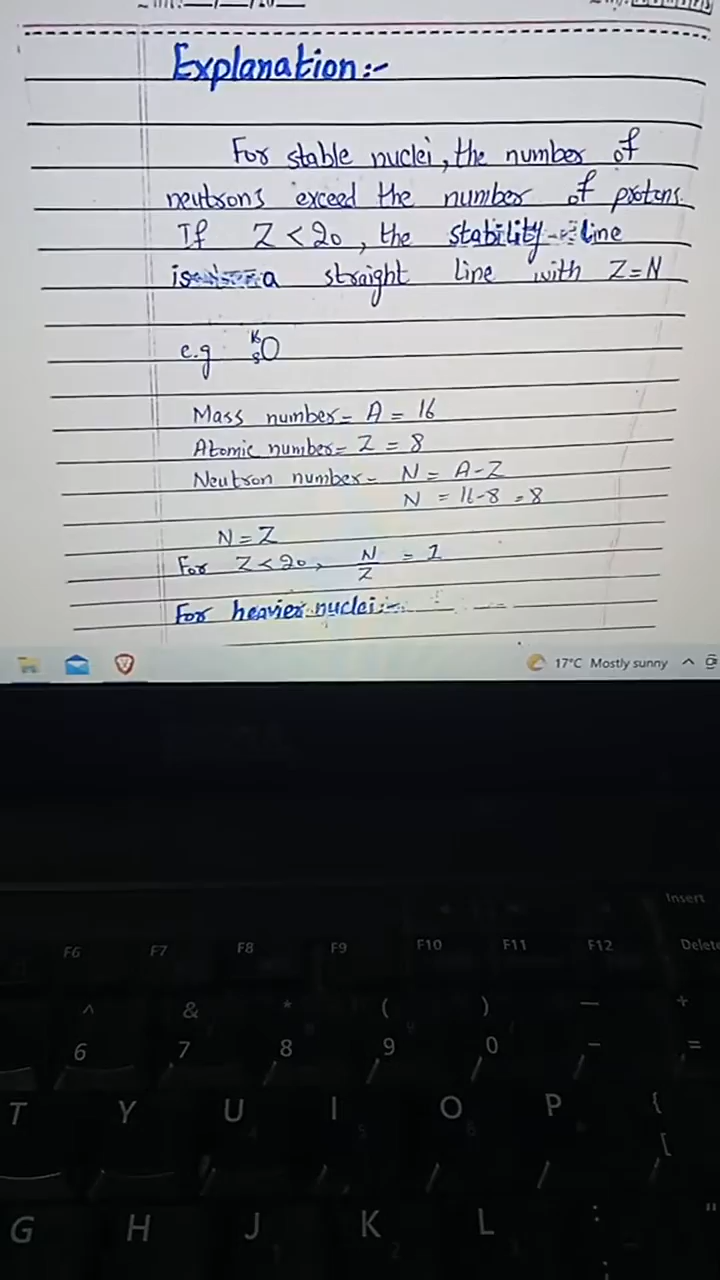 Explanation:-
For stable nuclei, the number of
neutrons exceed the number of protons.
If Z < 20, the stability line
is a straight line with Z=N
e.g ¹⁶₈O
Mass number = A = 16
Atomic number = Z = 8
Neutron number = N = A-Z
N = 16-8 = 8
N = Z
For Z < 20, N/Z = 1
For heavier nuclei:-
17°C Mostly sunny
Insert
F6 F7 F8 F9 F10 F11 F12 Delete
^ & * ( ) — +
6 7 8 9 0 - =
T Y U I O P { [
G H J K L : ; "